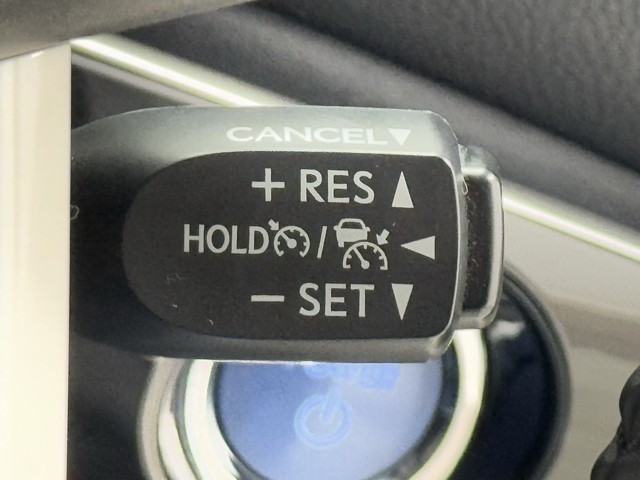 CANCEL▼
+ RES ▲
HOLD / ◀
− SET ▼